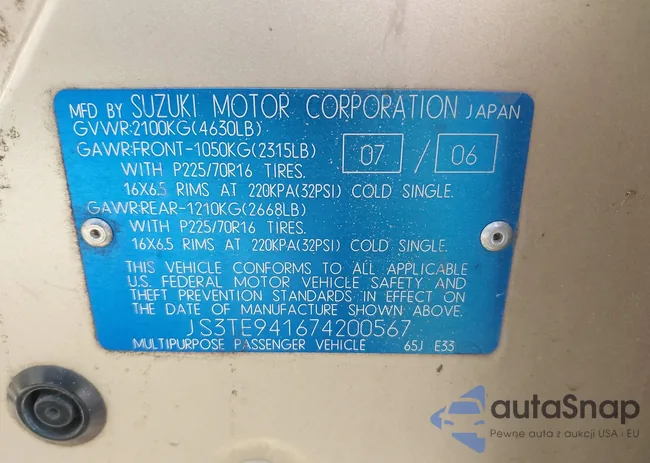 MFD BY SUZUKI MOTOR CORPORATION JAPAN
GVWR:2100KG(4630LB)
GAWR:FRONT-1050KG(2315LB) 07 / 06
WITH P225/70R16 TIRES.
16X6.5 RIMS AT 220KPA(32PSI) COLD SINGLE.
GAWR:REAR-1210KG(2668LB)
WITH P225/70R16 TIRES.
16X6.5 RIMS AT 220KPA(32PSI) COLD SINGLE.
THIS VEHICLE CONFORMS TO ALL APPLICABLE
U.S. FEDERAL MOTOR VEHICLE SAFETY AND
THEFT PREVENTION STANDARDS IN EFFECT ON
THE DATE OF MANUFACTURE SHOWN ABOVE.
JS3TE941674200567
MULTIPURPOSE PASSENGER VEHICLE 65J E33
autaSnap
Pewne auta z aukcji USA i EU